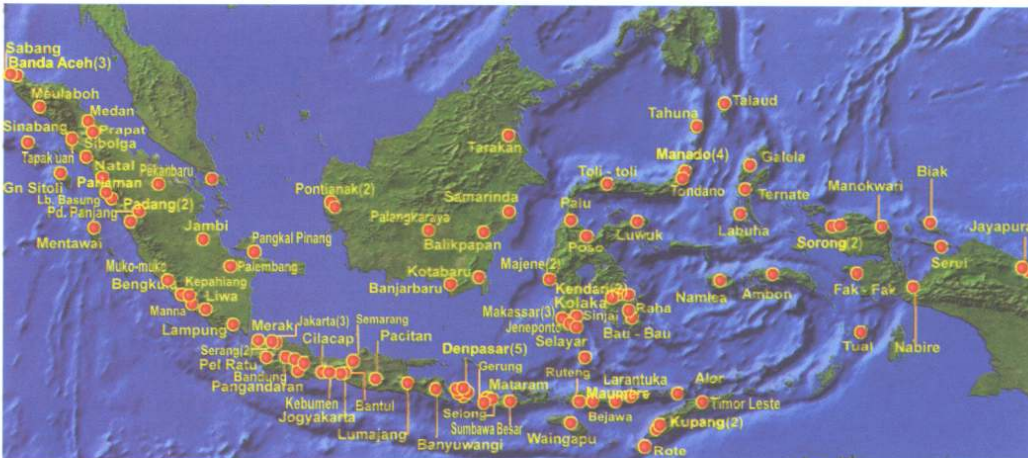 Sabang
Banda Aceh(3)
Meulaboh
Medan
Prapat
Sinabang
Sibolga
Tapak uan
Natal
Pekanbaru
Gn Sitoli
Pariaman
Lb. Basung
Padang(2)
Pd. Panjang
Mentawai
Jambi
Pangkal Pinang
Muko-muko
Palembang
Kepahiang
Bengkulu
Liwa
Manna
Lampung
Merak
Jakarta(3)
Semarang
Cilacap
Pacitan
Serang(2)
Pel Ratu
Bandung
Pangandaran
Kebumen
Bantul
Jogyakarta
Lumajang
Banyuwangi
Denpasar(5)
Gerung
Mataram
Selong
Sumbawa Besar
Pontianak(2)
Palangkaraya
Tarakan
Samarinda
Balikpapan
Kotabaru
Banjarbaru
Talaud
Tahuna
Manado(4)
Toli - toli
Tondano
Palu
Poso
Luwuk
Majene(2)
Kolaka
Raha
Makassar(3)
Sinjai
Jeneponto
Bau - Bau
Selayar
Ruteng
Larantuka
Maumere
Bejawa
Waingapu
Alor
Timor Leste
Kupang(2)
Rote
Galela
Ternate
Labuha
Manokwari
Biak
Jayapura
Sorong(2)
Serui
Namlea
Ambon
Fak - Fak
Tual
Nabire